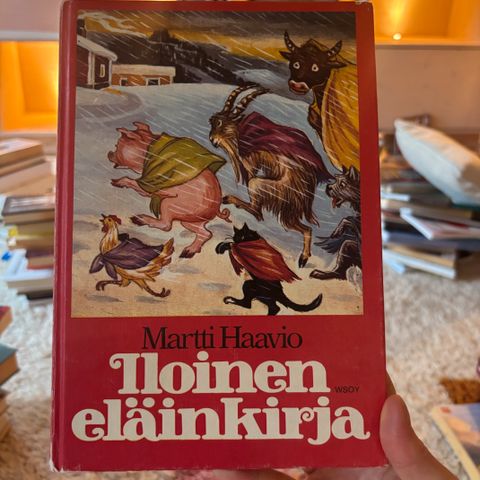 Martti Haavio
Iloinen
WSOY
eläinkirja